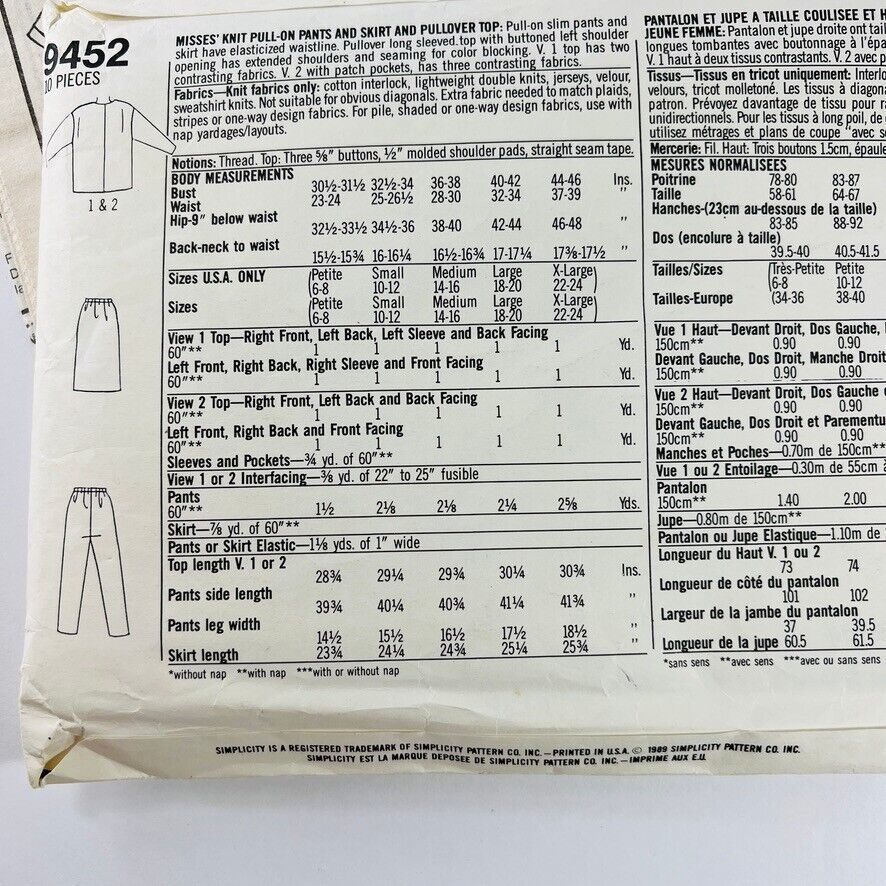 9452
10 PIECES
1 & 2
MISSES' KNIT PULL-ON PANTS AND SKIRT AND PULLOVER TOP: Pull-on slim pants and
skirt have elasticized waistline. Pullover long sleeved top with buttoned left shoulder
opening has extended shoulders and seaming for color blocking. V. 1 top has two
contrasting fabrics. V. 2 with patch pockets, has three contrasting fabrics.
Fabrics—Knit fabrics only: cotton interlock, lightweight double knits, jerseys, velour,
sweatshirt knits. Not suitable for obvious diagonals. Extra fabric needed to match plaids,
stripes or one-way design fabrics. For pile, shaded or one-way design fabrics, use with
nap yardages/layouts.
Notions: Thread. Top: Three ⅝" buttons, ½" molded shoulder pads, straight seam tape.
BODY MEASUREMENTS
Bust 30½-31½ 32½-34 36-38 40-42 44-46 Ins.
Waist 23-24 25-26½ 28-30 32-34 37-39 "
Hip-9" below waist
32½-33½ 34½-36 38-40 42-44 46-48 "
Back-neck to waist
15½-15¾ 16-16¼ 16½-16¾ 17-17¼ 17⅜-17½ "
Sizes U.S.A. ONLY (Petite Small Medium Large X-Large)
(6-8 10-12 14-16 18-20 22-24)
Sizes (Petite Small Medium Large X-Large)
(6-8 10-12 14-16 18-20 22-24)
View 1 Top—Right Front, Left Back, Left Sleeve and Back Facing
60"** 1 1 1 1 1 Yd.
Left Front, Right Back, Right Sleeve and Front Facing
60"** 1 1 1 1 1 Yd.
View 2 Top—Right Front, Left Back and Back Facing
60"** 1 1 1 1 1 Yd.
Left Front, Right Back and Front Facing
60"** 1 1 1 1 1 Yd.
Sleeves and Pockets—¾ yd. of 60"**
View 1 or 2 Interfacing—⅜ yd. of 22" to 25" fusible
Pants
60"** 1½ 2⅛ 2⅛ 2¼ 2⅝ Yds.
Skirt—⅞ yd. of 60"**
Pants or Skirt Elastic—1⅛ yds. of 1" wide
Top length V. 1 or 2
28¾ 29¼ 29¾ 30¼ 30¾ Ins.
Pants side length
39¾ 40¼ 40¾ 41¼ 41¾ "
Pants leg width
14½ 15½ 16½ 17½ 18½ "
Skirt length 23¾ 24¼ 24¾ 25¼ 25¾ "
*without nap **with nap ***with or without nap
PANTALON ET JUPE A TAILLE COULISEE ET
JEUNE FEMME: Pantalon et jupe droite ont
longues tombantes avec boutonnage à
V. 1 haut à deux tissus contrastants. V. 2 avec
Tissus—Tissus en tricot uniquement:
velours, tricot molletoné. Les tissus à
patron. Prévoyez davantage de tissu pour
unidirectionnels. Pour les tissus à long poil, de
utilisez métrages et plans de coupe "avec
Mercerie: Fil. Haut: Trois boutons 1.5cm,
MESURES NORMALISEES
Poitrine 78-80 83-87
Taille 58-61 64-67
Hanches-(23cm au-dessous de la taille)
83-85 88-92
Dos (encolure à taille)
39.5-40 40.5-41.5
Tailles/Sizes (Très-Petite Petite
(6-8 10-12
Tailles-Europe (34-36 38-40
Vue 1 Haut—Devant Droit, Dos Gauche,
150cm** 0.90 0.90
Devant Gauche, Dos Droit, Manche Droit
150cm** 0.90 0.90
Vue 2 Haut—Devant Droit, Dos Gauche
150cm** 0.90 0.90
Devant Gauche, Dos Droit et Parementu
150cm** 0.90 0.90
Manches et Poches—0.70m de 150cm**
Vue 1 ou 2 Entoilage—0.30m de 55cm à
Pantalon
150cm** 1.40 2.00
Jupe—0.80m de 150cm**
Pantalon ou Jupe Elastique—1.10m de
Longueur du Haut V. 1 ou 2
73 74
Longueur de côté du pantalon
101 102
Largeur de la jambe du pantalon
37 39.5
Longueur de la jupe 60.5 61.5
*sans sens **avec sens ***avec ou sans sens
SIMPLICITY IS A REGISTERED TRADEMARK OF SIMPLICITY PATTERN CO. INC.—PRINTED IN U.S.A. © 1989 SIMPLICITY PATTERN CO. INC.
SIMPLICITY EST LA MARQUE DEPOSEE DE SIMPLICITY PATTERN CO. INC.—IMPRIME AUX E.U.